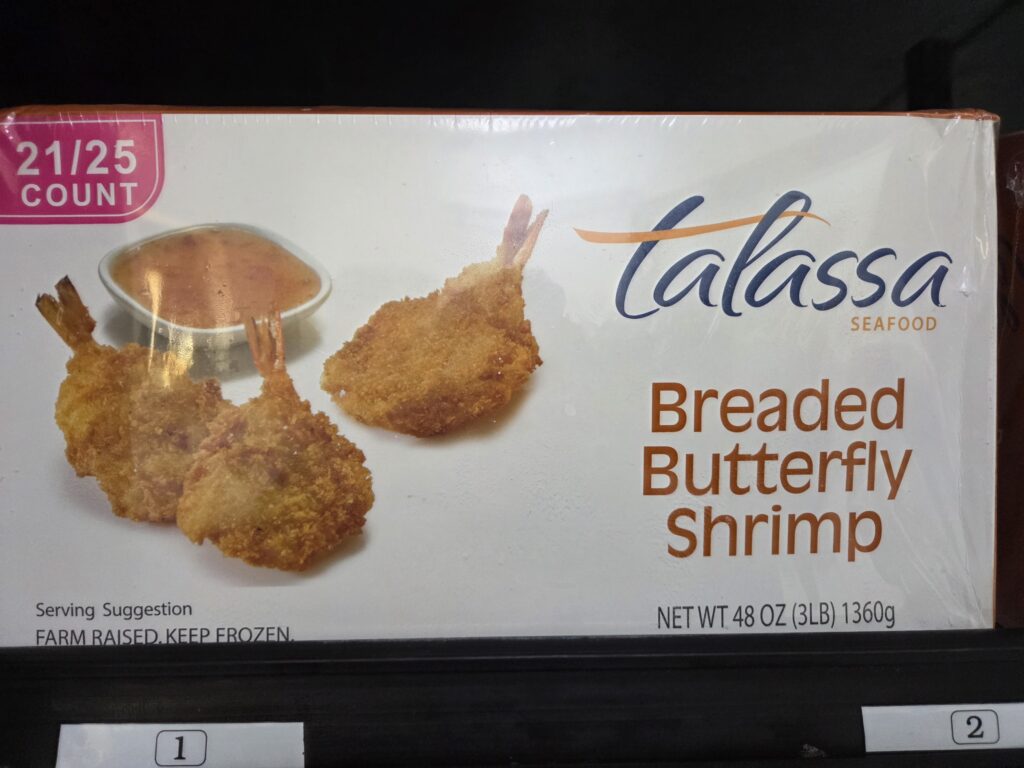 21/25
COUNT
Talassa
SEAFOOD
Breaded
Butterfly
Shrimp
Serving Suggestion
FARM RAISED. KEEP FROZEN.
NET WT 48 OZ (3LB) 1360g
1
2